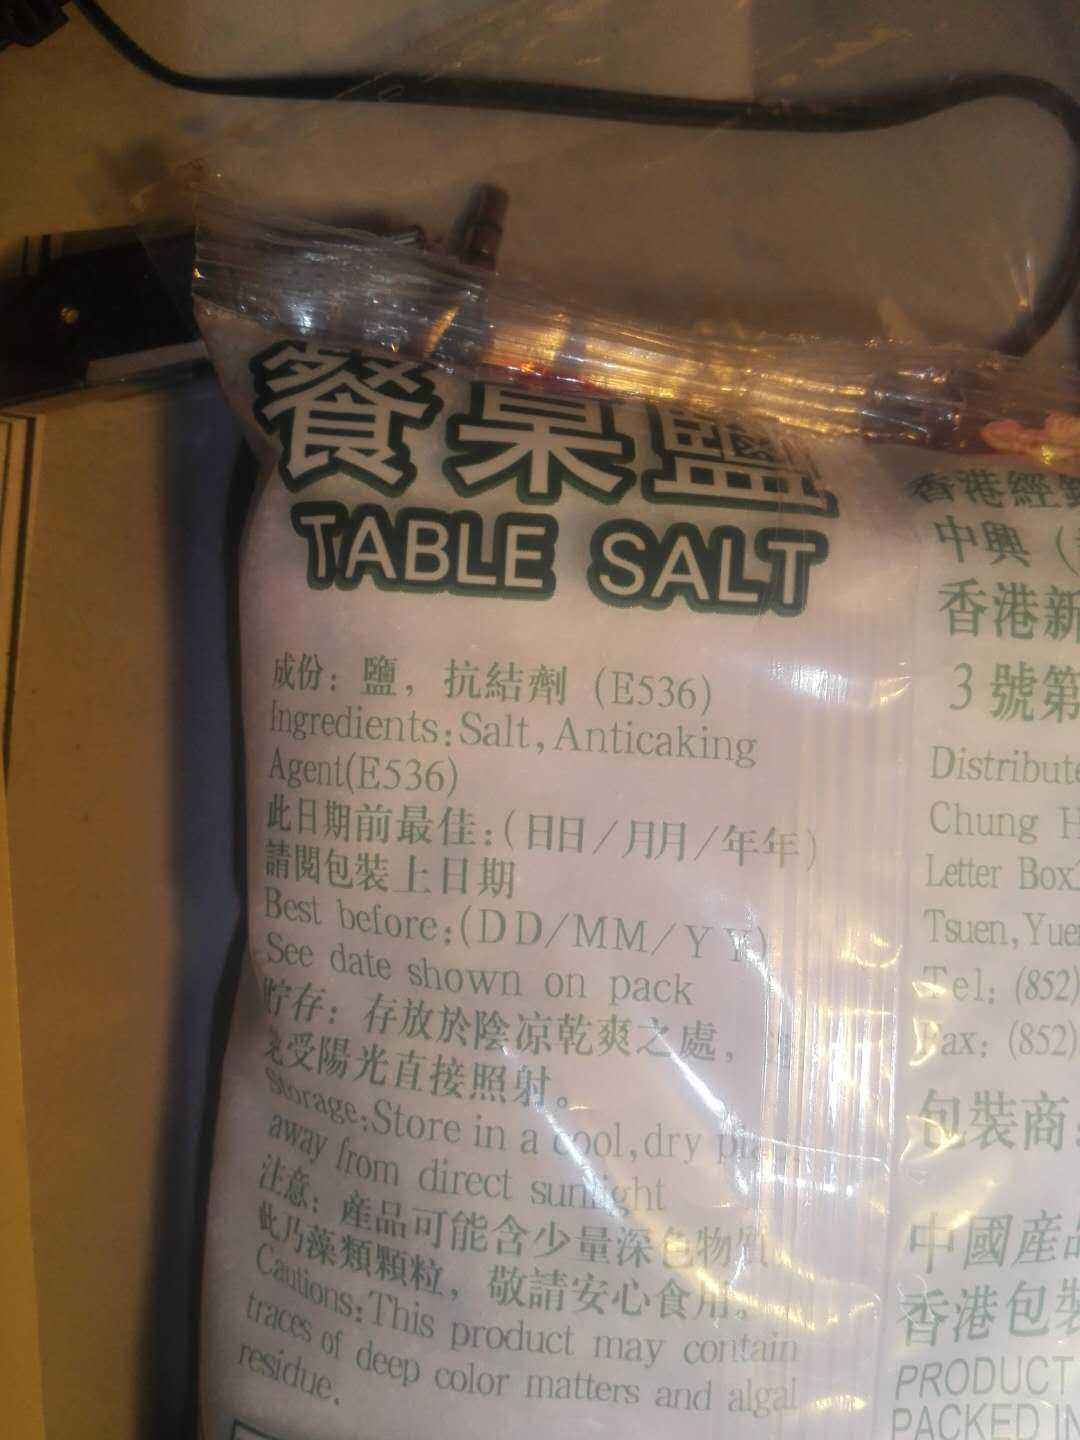 餐桌鹽
TABLE SALT
成份：鹽，抗結劑（E536）
Ingredients:Salt,Anticaking
Agent(E536)
此日期前最佳:(日日/月月/年年)
請閱包裝上日期
Best before:(DD/MM/YY)
See date shown on pack
貯存：存放於陰凉乾爽之處，
免受陽光直接照射。
Storage:Store in a cool,dry
away from direct sunlight
注意：產品可能含少量深色物質
此乃藻類顆粒，敬請安心食用。
Cautions:This product may contain
traces of deep color matters and algal
residue.
香港經
中興（
香港新
3號第
Distribute
Chung H
Letter Box
Tsuen,Yue
Tel: (852)
Fax: (852)
包裝商:
中國產
香港包裝
PRODUCT
PACKED IN